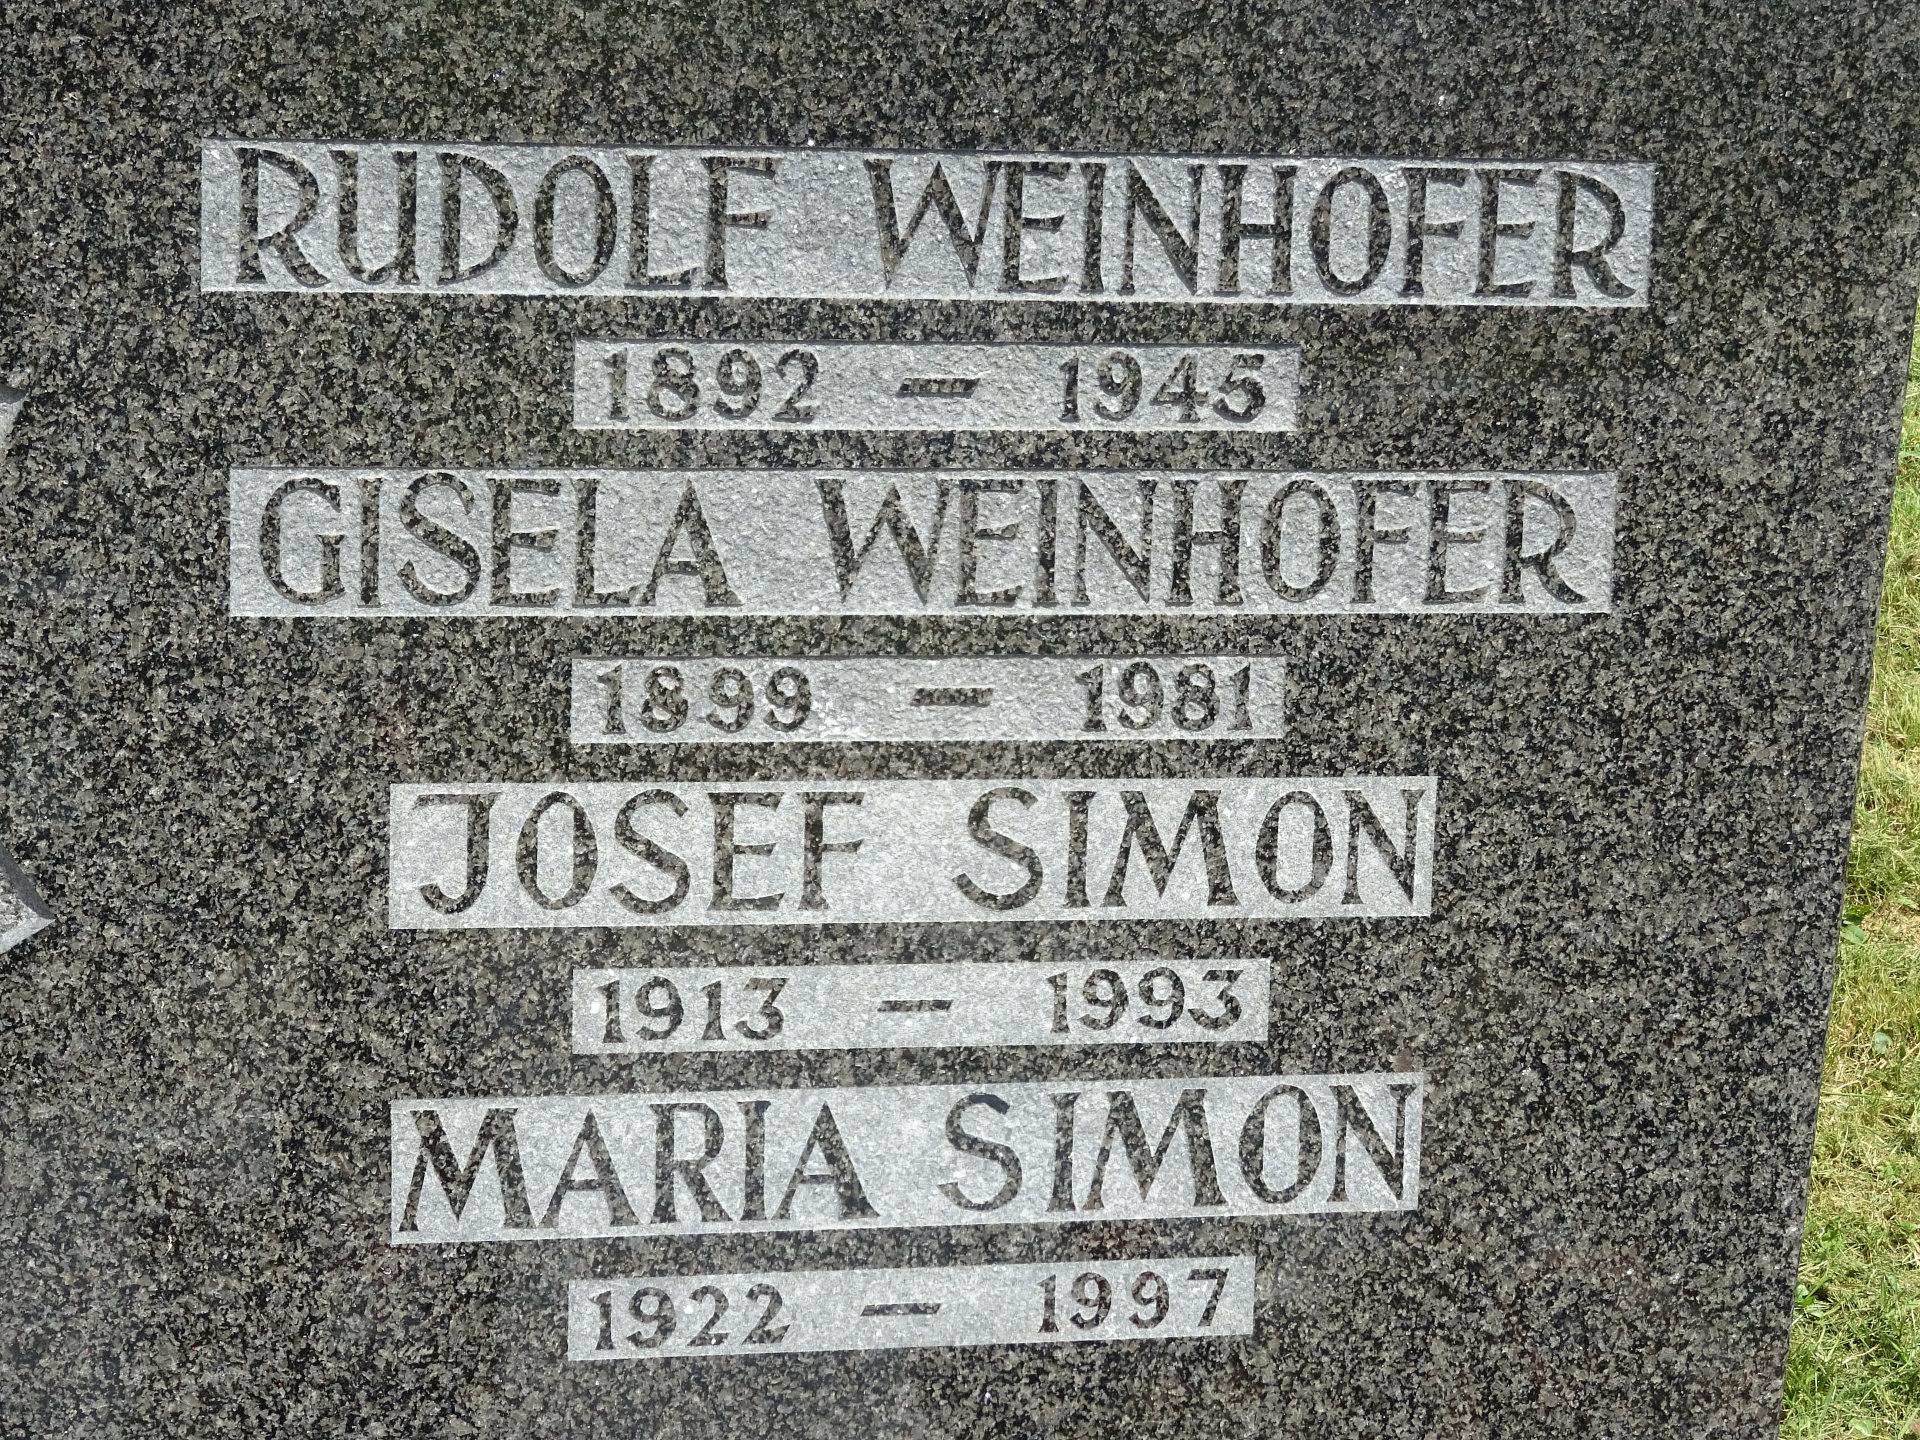 RUDOLF WEINHOFER
1892 – 1945
GISELA WEINHOFER
1899 – 1981
JOSEF SIMON
1913 – 1993
MARIA SIMON
1922 – 1997